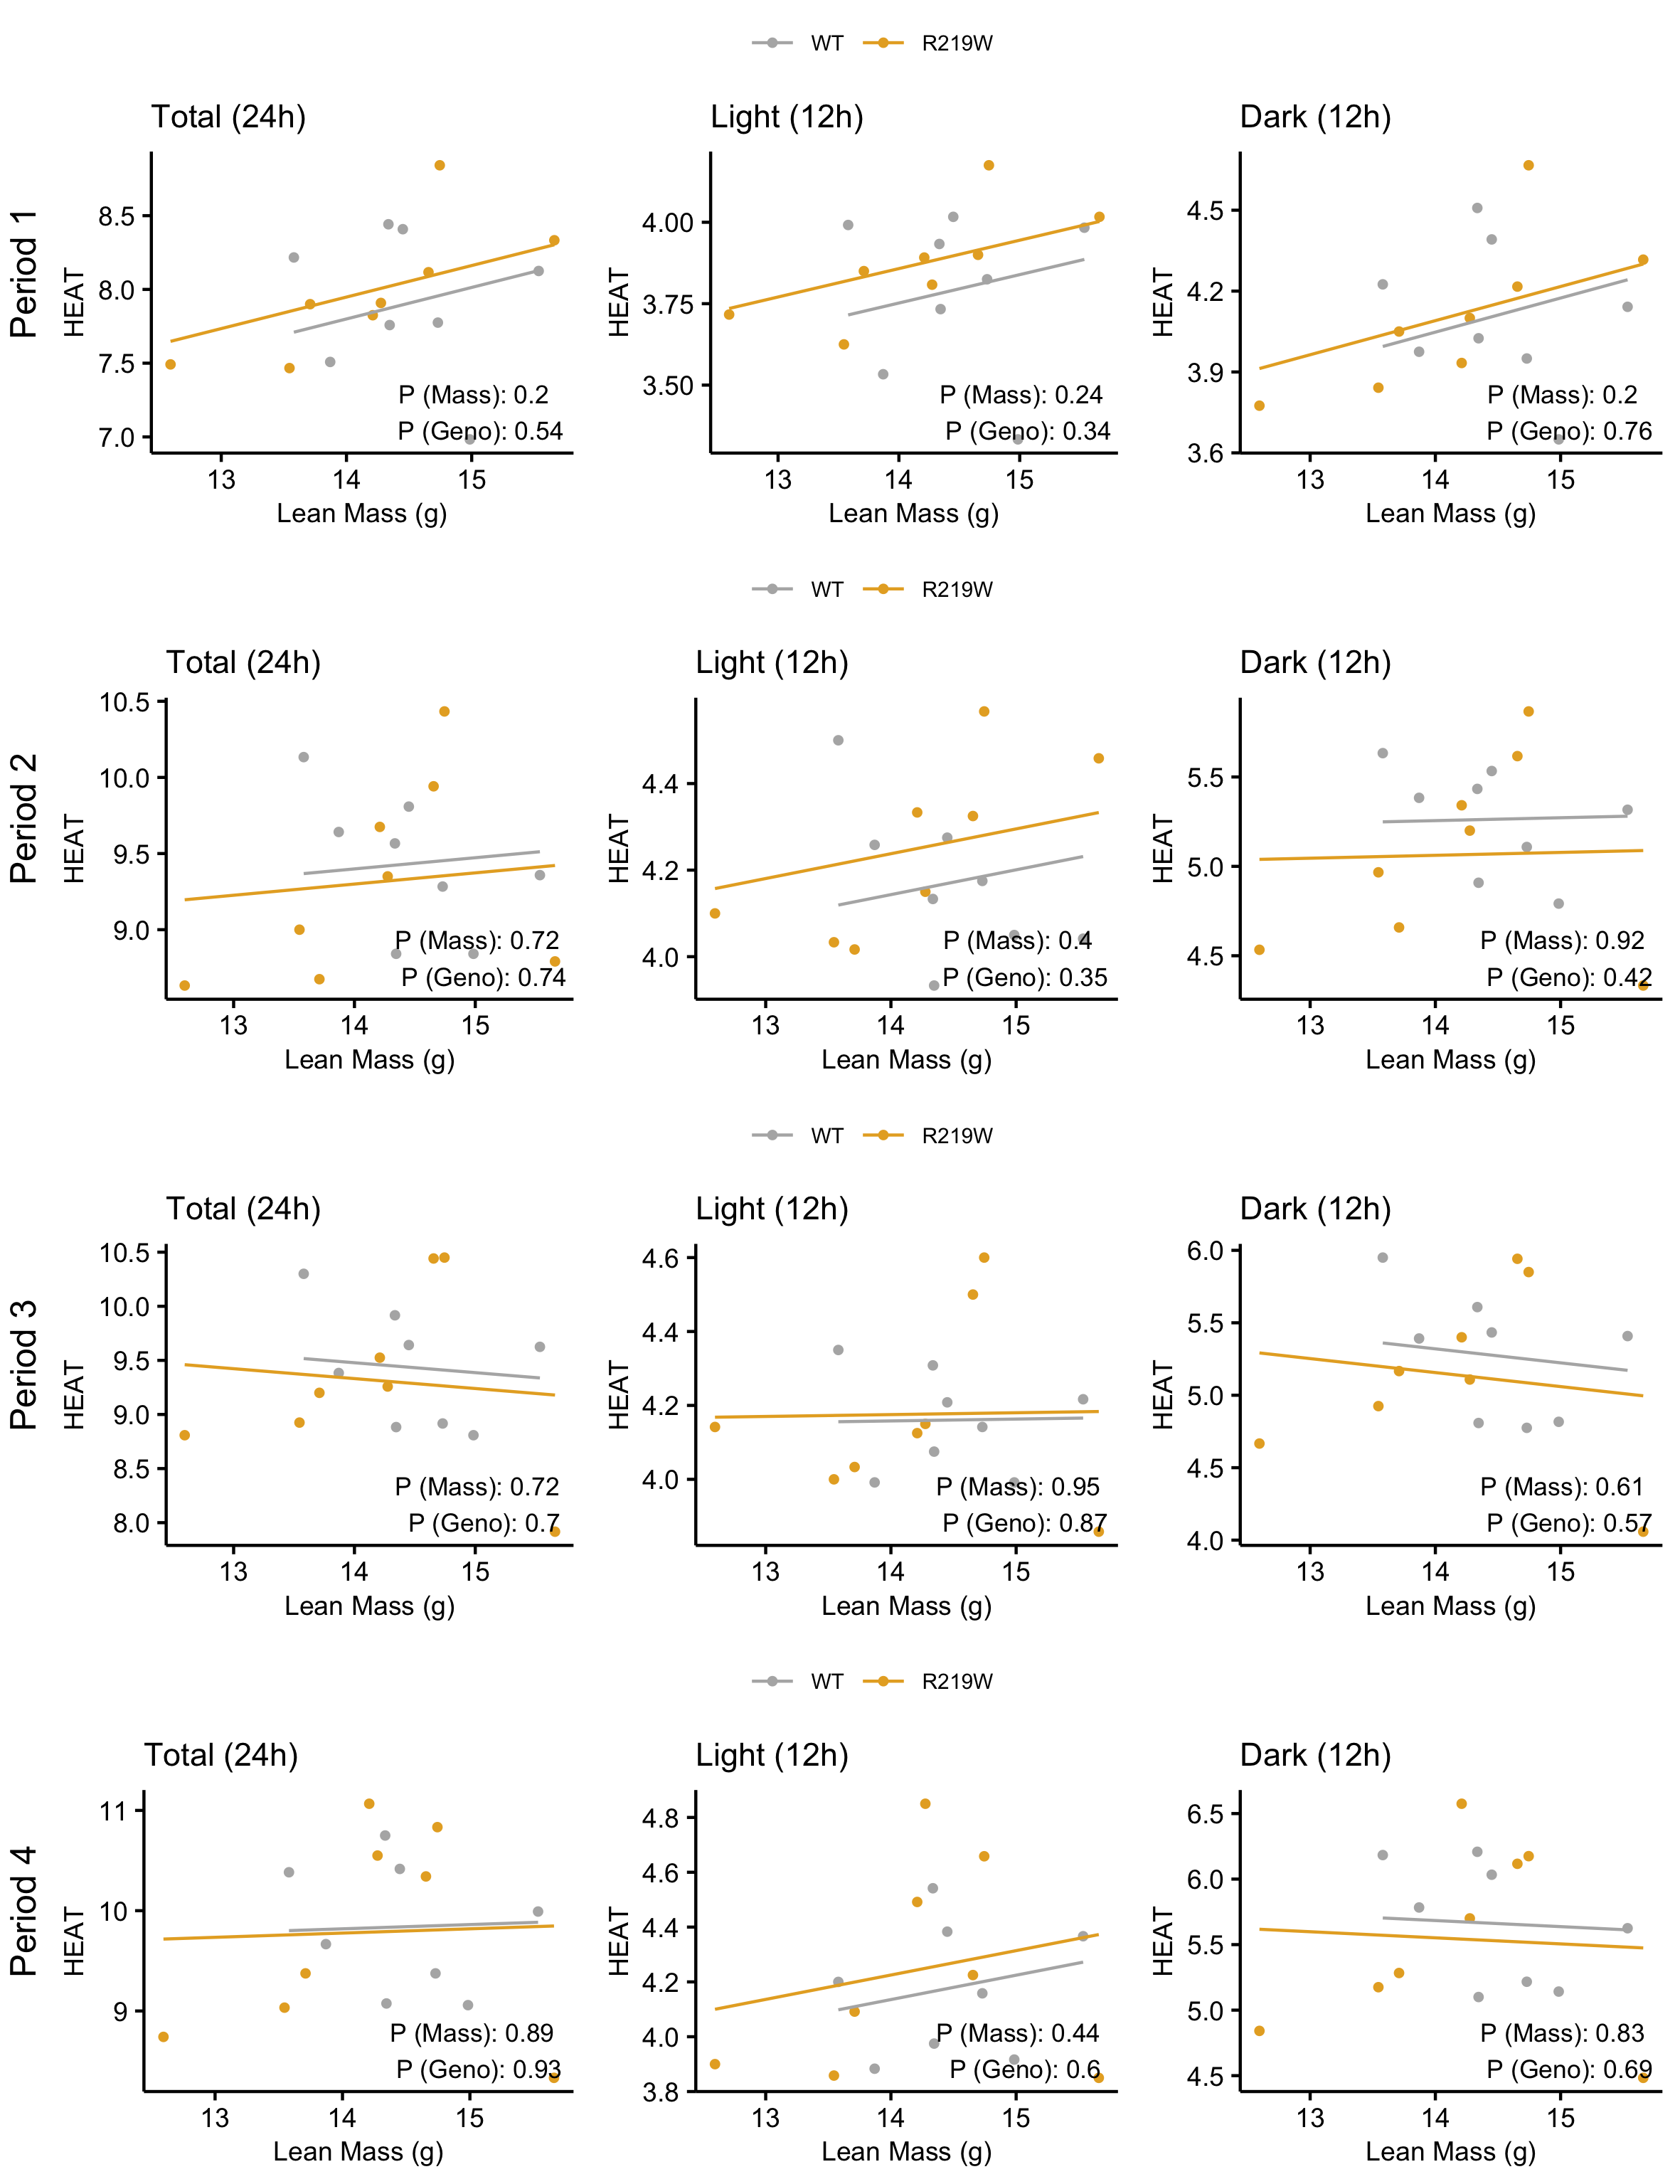 WT R219W
Total (24h) Light (12h) Dark (12h)
Period 1
HEAT
8.5
8.0
7.5
7.0
P (Mass): 0.2
P (Geno): 0.54
13 14 15
Lean Mass (g)
HEAT
4.00
3.75
3.50
P (Mass): 0.24
P (Geno): 0.34
13 14 15
Lean Mass (g)
HEAT
4.5
4.2
3.9
3.6
P (Mass): 0.2
P (Geno): 0.76
13 14 15
Lean Mass (g)
WT R219W
Total (24h) Light (12h) Dark (12h)
Period 2
HEAT
10.5
10.0
9.5
9.0
P (Mass): 0.72
P (Geno): 0.74
13 14 15
Lean Mass (g)
HEAT
4.4
4.2
4.0
P (Mass): 0.4
P (Geno): 0.35
13 14 15
Lean Mass (g)
HEAT
5.5
5.0
4.5
P (Mass): 0.92
P (Geno): 0.42
13 14 15
Lean Mass (g)
WT R219W
Total (24h) Light (12h) Dark (12h)
Period 3
HEAT
10.5
10.0
9.5
9.0
8.5
8.0
P (Mass): 0.72
P (Geno): 0.7
13 14 15
Lean Mass (g)
HEAT
4.6
4.4
4.2
4.0
P (Mass): 0.95
P (Geno): 0.87
13 14 15
Lean Mass (g)
HEAT
6.0
5.5
5.0
4.5
4.0
P (Mass): 0.61
P (Geno): 0.57
13 14 15
Lean Mass (g)
WT R219W
Total (24h) Light (12h) Dark (12h)
Period 4
HEAT
11
10
9
P (Mass): 0.89
P (Geno): 0.93
13 14 15
Lean Mass (g)
HEAT
4.8
4.6
4.4
4.2
4.0
3.8
P (Mass): 0.44
P (Geno): 0.6
13 14 15
Lean Mass (g)
HEAT
6.5
6.0
5.5
5.0
4.5
P (Mass): 0.83
P (Geno): 0.69
13 14 15
Lean Mass (g)